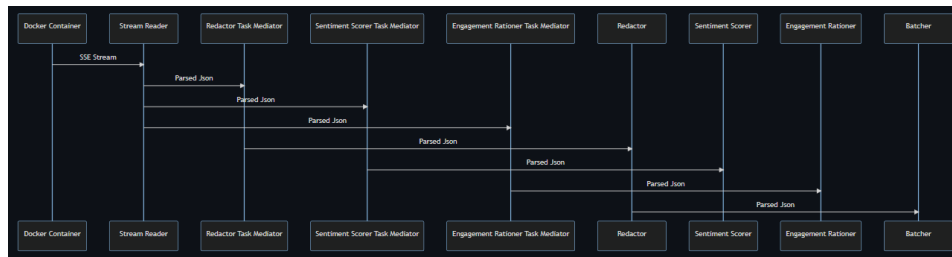 Docker Container
Stream Reader
Redactor Task Mediator
Sentiment Scorer Task Mediator
Engagement Rationer Task Mediator
Redactor
Sentiment Scorer
Engagement Rationer
Batcher
SSE Stream
Parsed Json
Parsed Json
Parsed Json
Parsed Json
Parsed Json
Parsed Json
Parsed Json
Docker Container
Stream Reader
Redactor Task Mediator
Sentiment Scorer Task Mediator
Engagement Rationer Task Mediator
Redactor
Sentiment Scorer
Engagement Rationer
Batcher